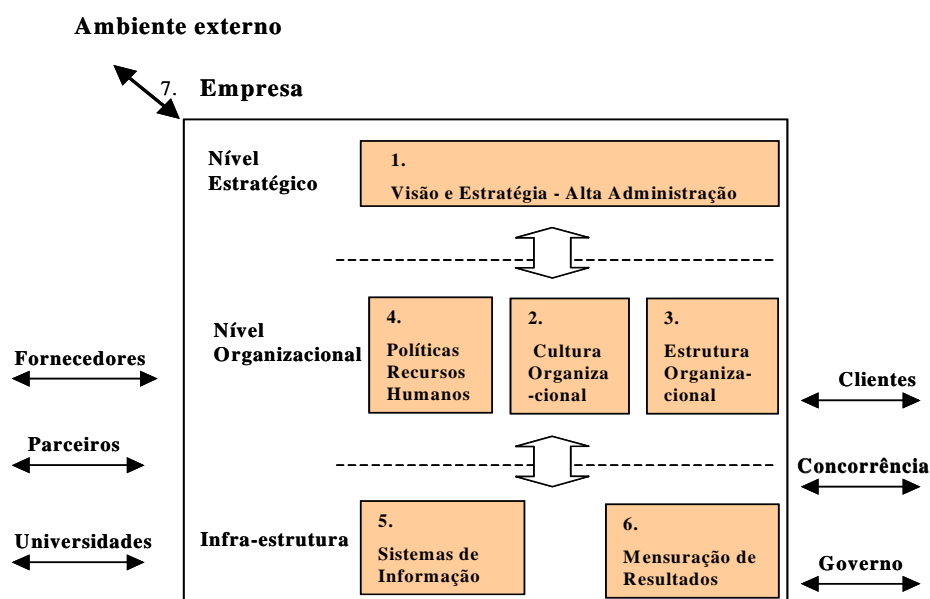 Ambiente externo
7. Empresa
Nível
Estratégico
1.
Visão e Estratégia - Alta Administração
Nível
Organizacional
4.
Políticas
Recursos
Humanos
2.
Cultura
Organiza
-cional
3.
Estrutura
Organiza-
cional
Fornecedores
Parceiros
Universidades
Clientes
Concorrência
Governo
Infra-estrutura
5.
Sistemas de
Informação
6.
Mensuração de
Resultados